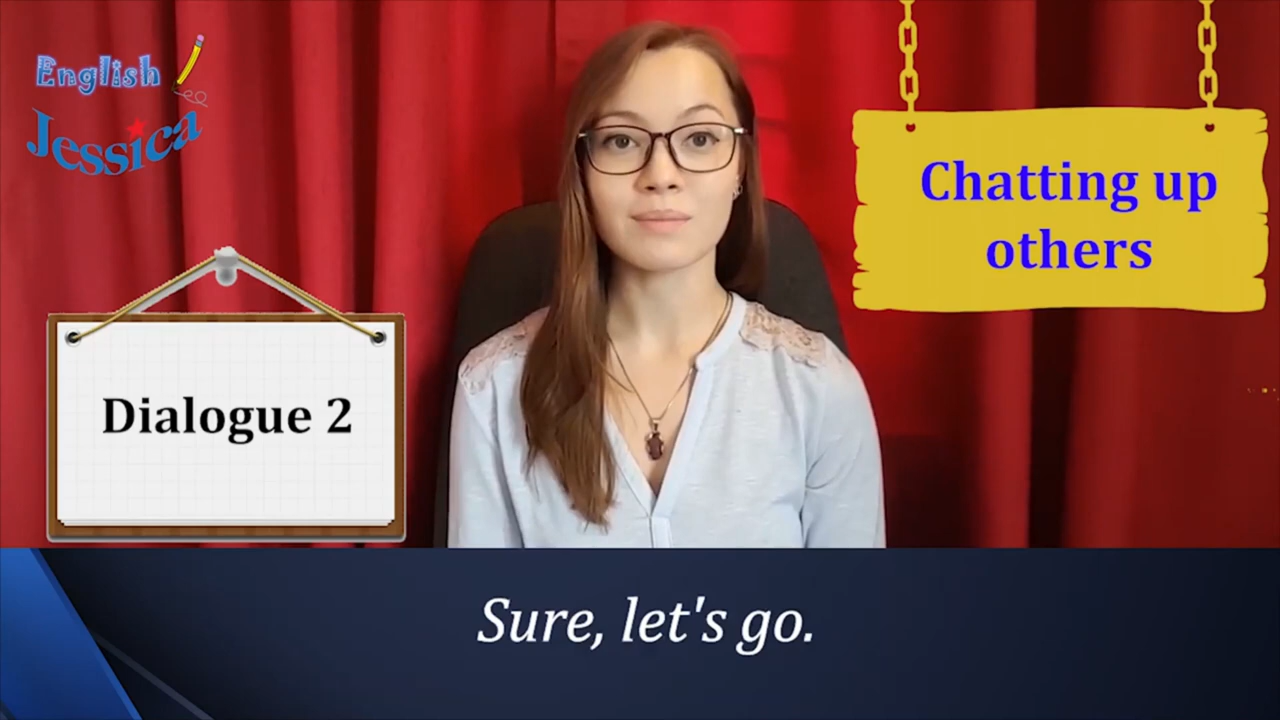 English
Jessica
Chatting up
others
Dialogue 2
Sure, let's go.